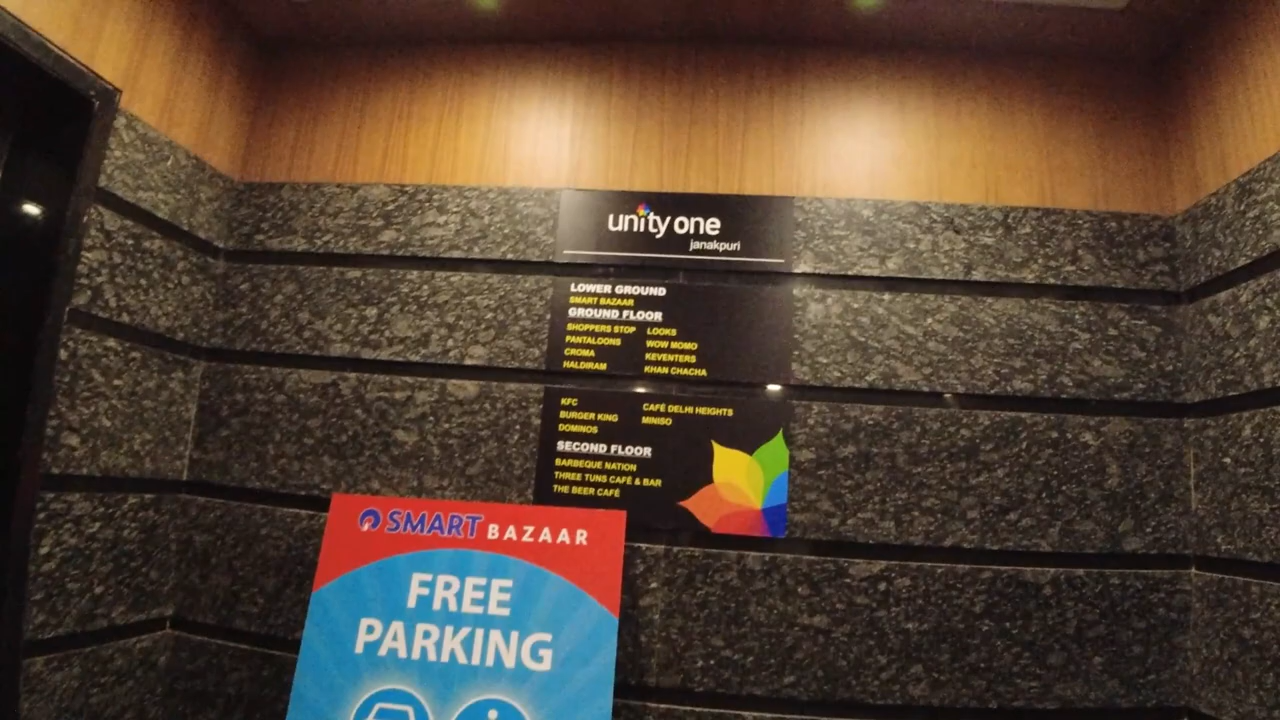 unity one
janakpuri
LOWER GROUND
SMART BAZAAR
GROUND FLOOR
SHOPPERS STOP
PANTALOONS
CROMA
HALDIRAM
LOOKS
WOW MOMO
KEVENTERS
KHAN CHACHA
KFC
BURGER KING
DOMINOS
CAFÉ DELHI HEIGHTS
MINISO
SECOND FLOOR
BARBEQUE NATION
THREE TUNS CAFÉ & BAR
THE BEER CAFÉ
SMART BAZAAR
FREE
PARKING